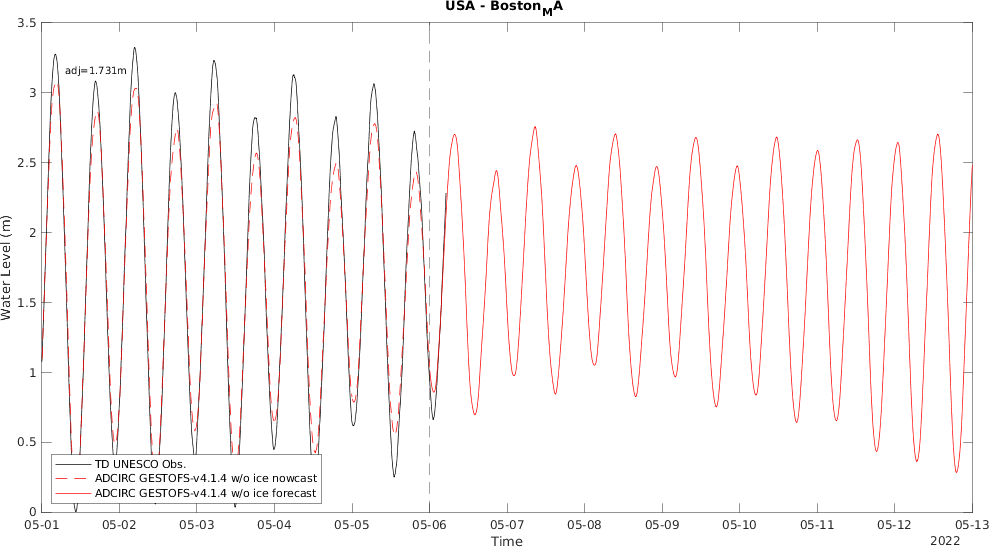 USA - Boston_MA
3.5
adj=1.731m
3
2.5
2
1.5
1
0.5
0
Water Level (m)
TD UNESCO Obs.
ADCIRC GESTOFS-v4.1.4 w/o ice nowcast
ADCIRC GESTOFS-v4.1.4 w/o ice forecast
05-01 05-02 05-03 05-04 05-05 05-06 05-07 05-08 05-09 05-10 05-11 05-12 05-13
Time
2022